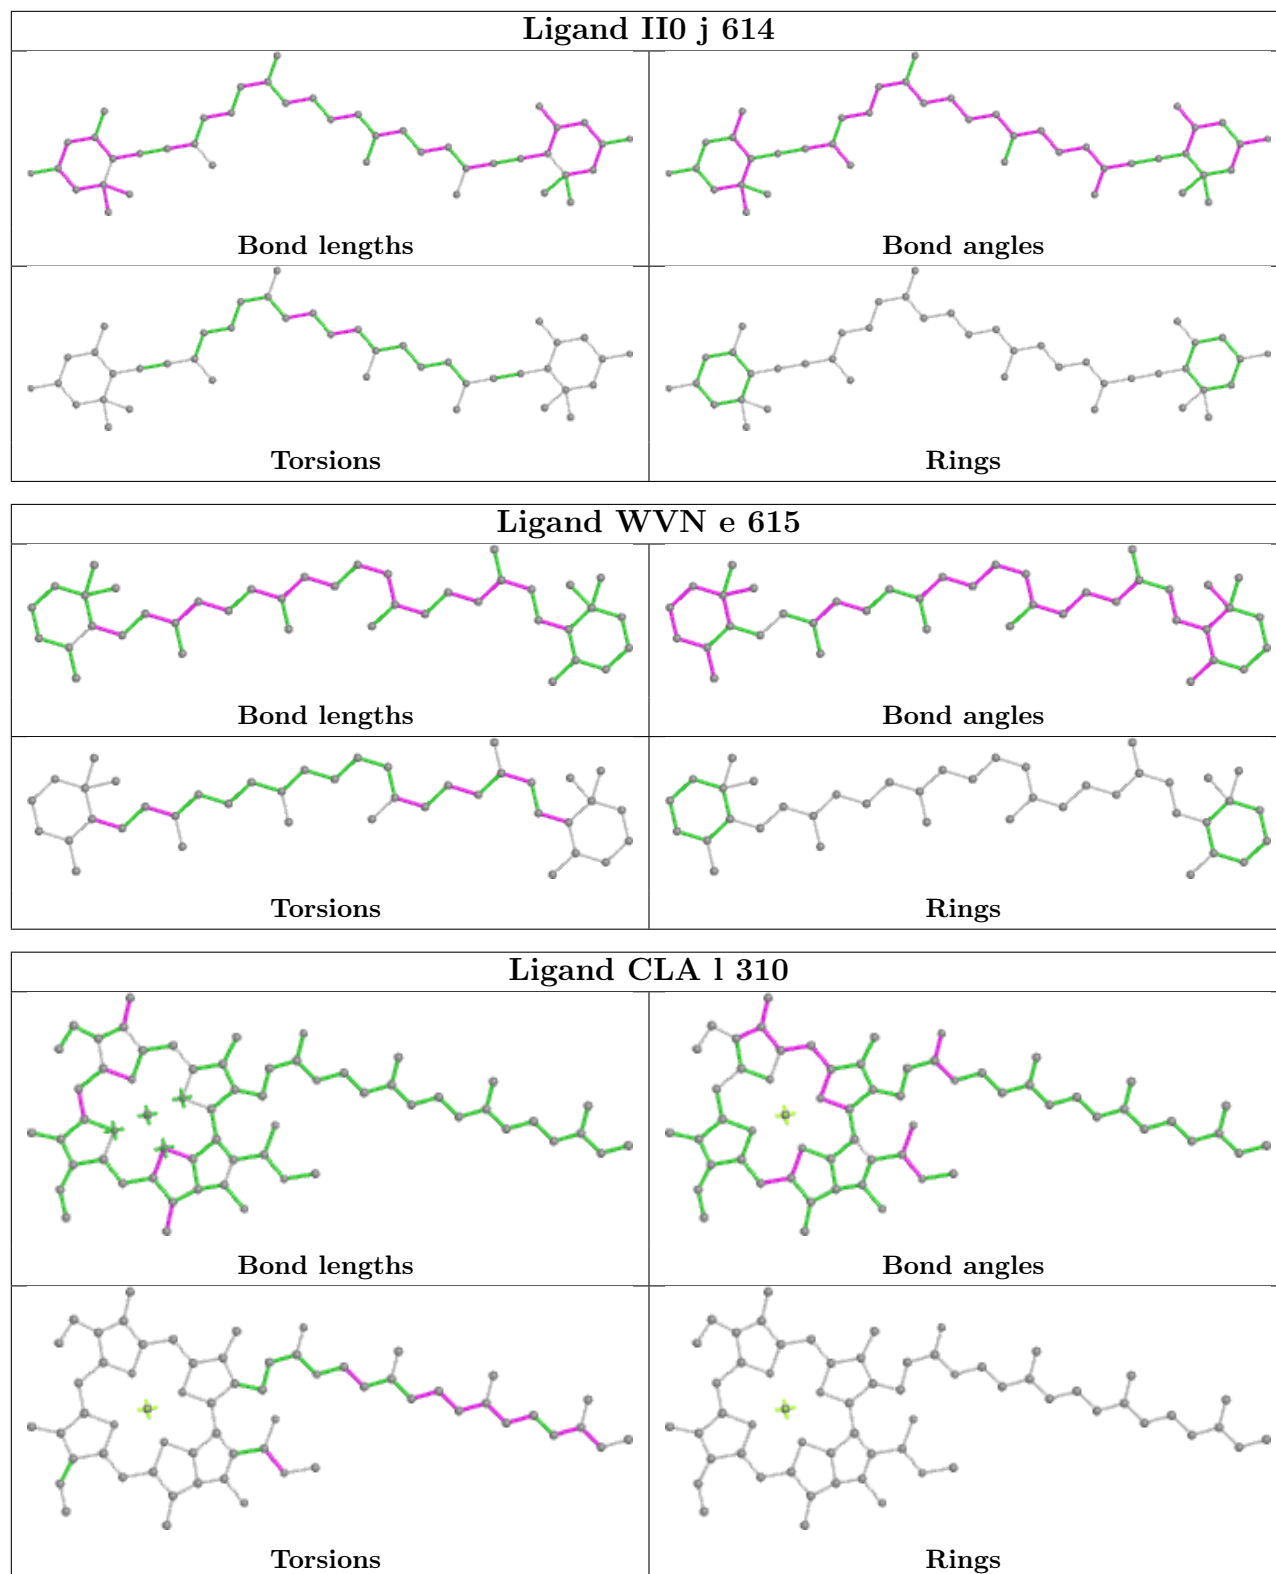 Ligand II0 j 614
Bond lengths
Bond angles
Torsions
Rings
Ligand WVN e 615
Bond lengths
Bond angles
Torsions
Rings
Ligand CLA l 310
Bond lengths
Bond angles
Torsions
Rings